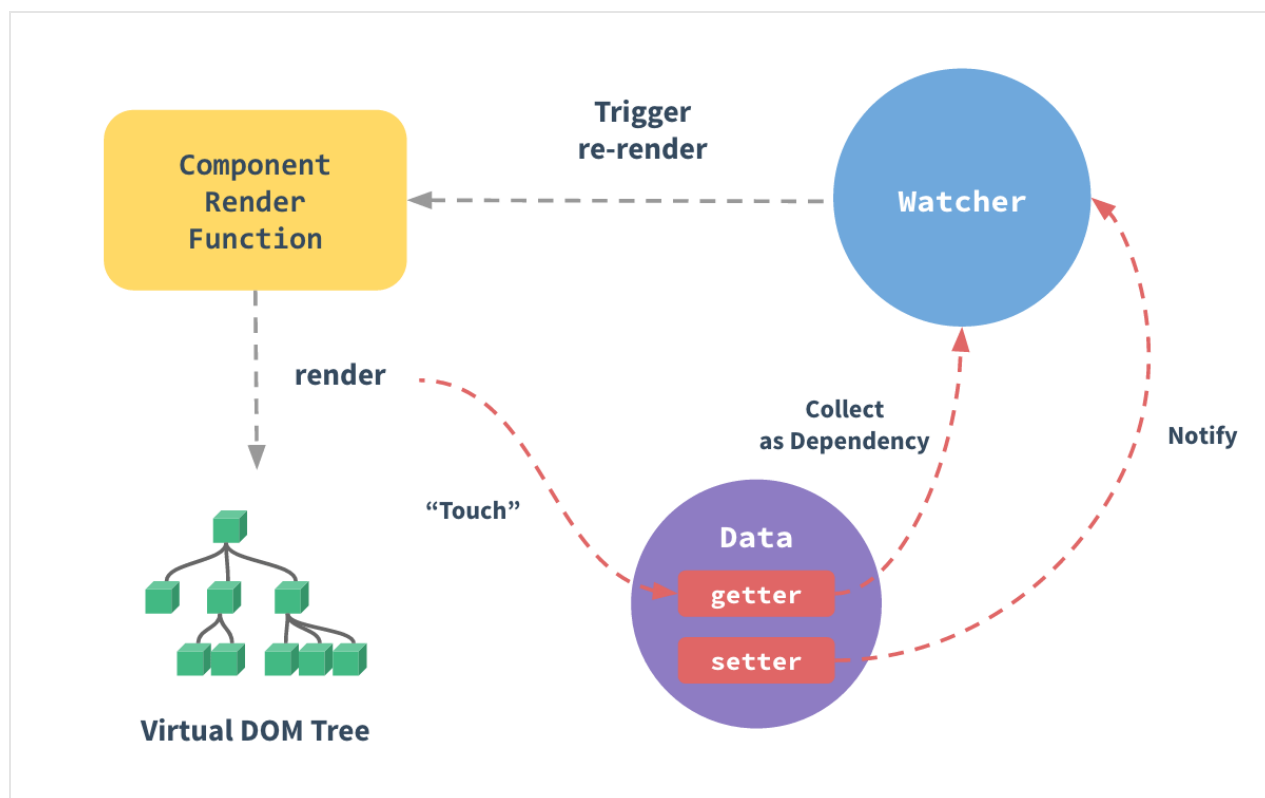 Trigger
re-render
Component
Render
Function
Watcher
render
Collect
as Dependency
Notify
“Touch”
Data
getter
setter
Virtual DOM Tree